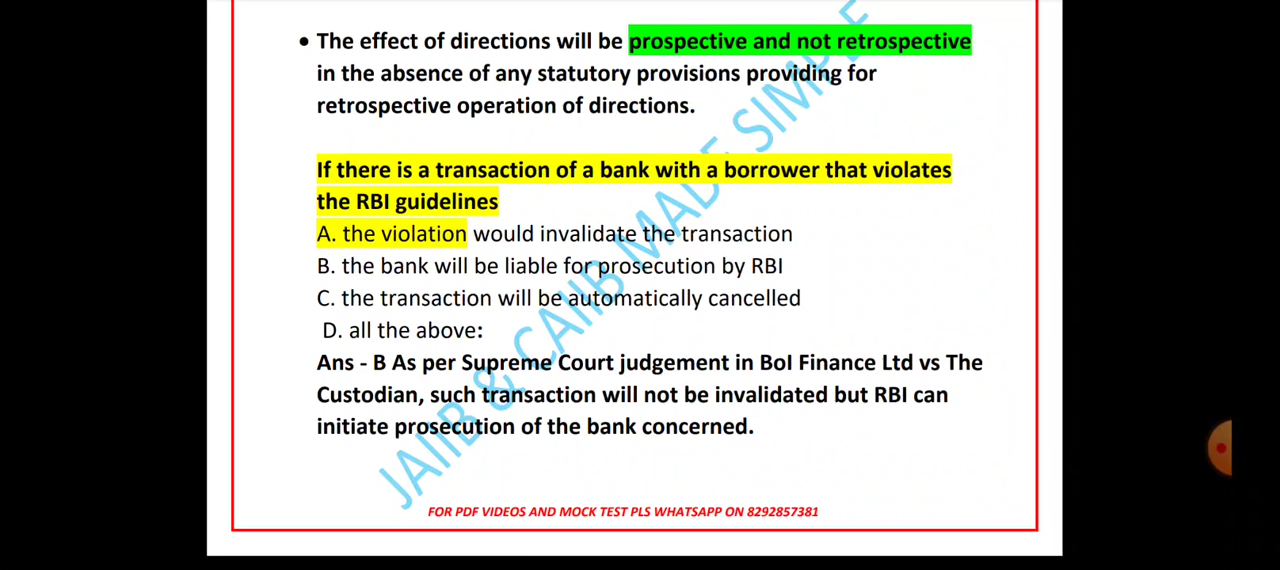 • The effect of directions will be prospective and not retrospective
in the absence of any statutory provisions providing for
retrospective operation of directions.
If there is a transaction of a bank with a borrower that violates
the RBI guidelines
A. the violation would invalidate the transaction
B. the bank will be liable for prosecution by RBI
C. the transaction will be automatically cancelled
D. all the above:
Ans - B As per Supreme Court judgement in BoI Finance Ltd vs The
Custodian, such transaction will not be invalidated but RBI can
initiate prosecution of the bank concerned.
JAIIB & CAIIB MADE SIMPLE
FOR PDF VIDEOS AND MOCK TEST PLS WHATSAPP ON 8292857381